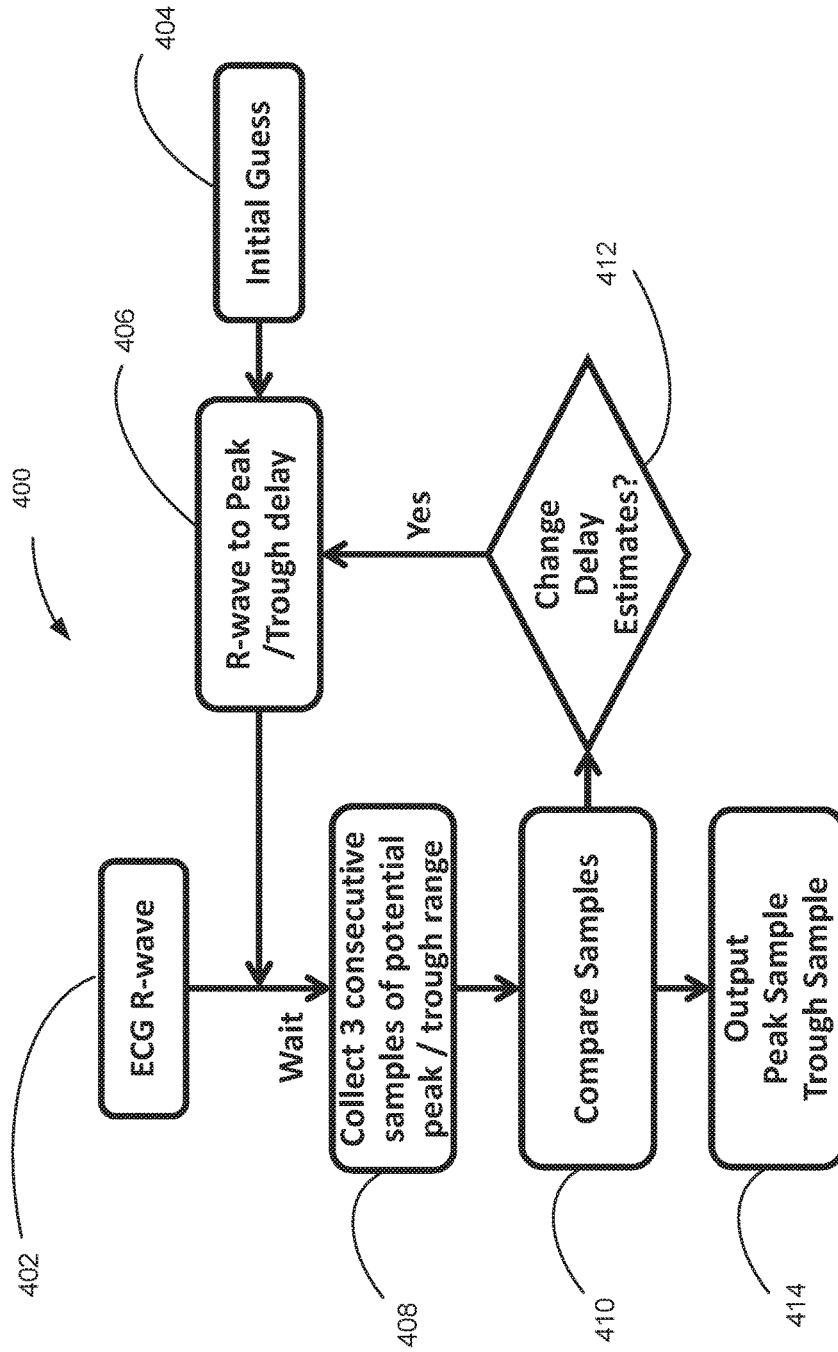 400
402
ECG R-wave
406
R-wave to Peak
/Trough delay
404
Initial Guess
Wait
408
Collect 3 consecutive
samples of potential
peak / trough range
Yes
410
Compare Samples
412
Change
Delay
Estimates?
414
Output
Peak Sample
Trough Sample